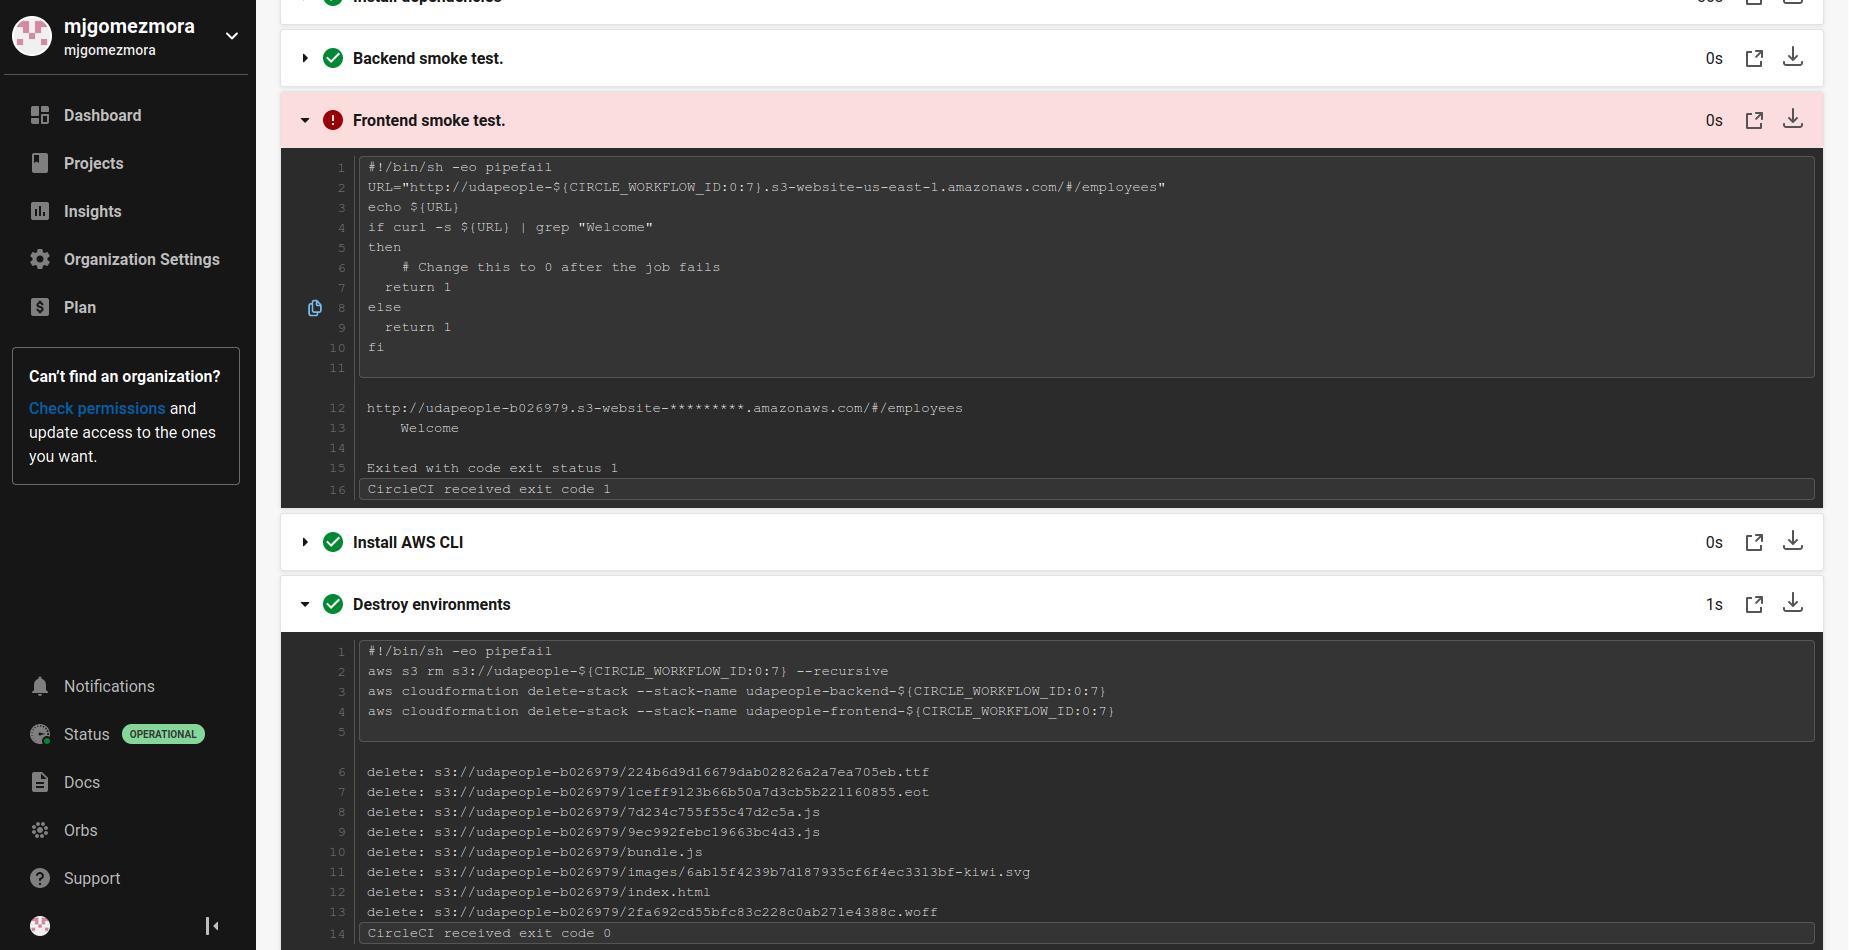 mjgomezmora
mjgomezmora
Dashboard
Projects
Insights
Organization Settings
Plan
Can't find an organization?
Check permissions and
update access to the ones
you want.
Notifications
Status OPERATIONAL
Docs
Orbs
Support
Install dependencies
Backend smoke test. 0s
Frontend smoke test. 0s
1 #!/bin/sh -eo pipefail
2 URL="http://udapeople-${CIRCLE_WORKFLOW_ID:0:7}.s3-website-us-east-1.amazonaws.com/#/employees"
3 echo ${URL}
4 if curl -s ${URL} | grep "Welcome"
5 then
6 # Change this to 0 after the job fails
7 return 1
8 else
9 return 1
10 fi
11
12 http://udapeople-b026979.s3-website-*********.amazonaws.com/#/employees
13 Welcome
14
15 Exited with code exit status 1
16 CircleCI received exit code 1
Install AWS CLI 0s
Destroy environments 1s
1 #!/bin/sh -eo pipefail
2 aws s3 rm s3://udapeople-${CIRCLE_WORKFLOW_ID:0:7} --recursive
3 aws cloudformation delete-stack --stack-name udapeople-backend-${CIRCLE_WORKFLOW_ID:0:7}
4 aws cloudformation delete-stack --stack-name udapeople-frontend-${CIRCLE_WORKFLOW_ID:0:7}
5
6 delete: s3://udapeople-b026979/224b6d9d16679dab02826a2a7ea705eb.ttf
7 delete: s3://udapeople-b026979/1ceff9123b66b50a7d3cb5b221160855.eot
8 delete: s3://udapeople-b026979/7d234c755f55c47d2c5a.js
9 delete: s3://udapeople-b026979/9ec992febc19663bc4d3.js
10 delete: s3://udapeople-b026979/bundle.js
11 delete: s3://udapeople-b026979/images/6ab15f4239b7d187935cf6f4ec3313bf-kiwi.svg
12 delete: s3://udapeople-b026979/index.html
13 delete: s3://udapeople-b026979/2fa692cd55bfc83c228c0ab271e4388c.woff
14 CircleCI received exit code 0